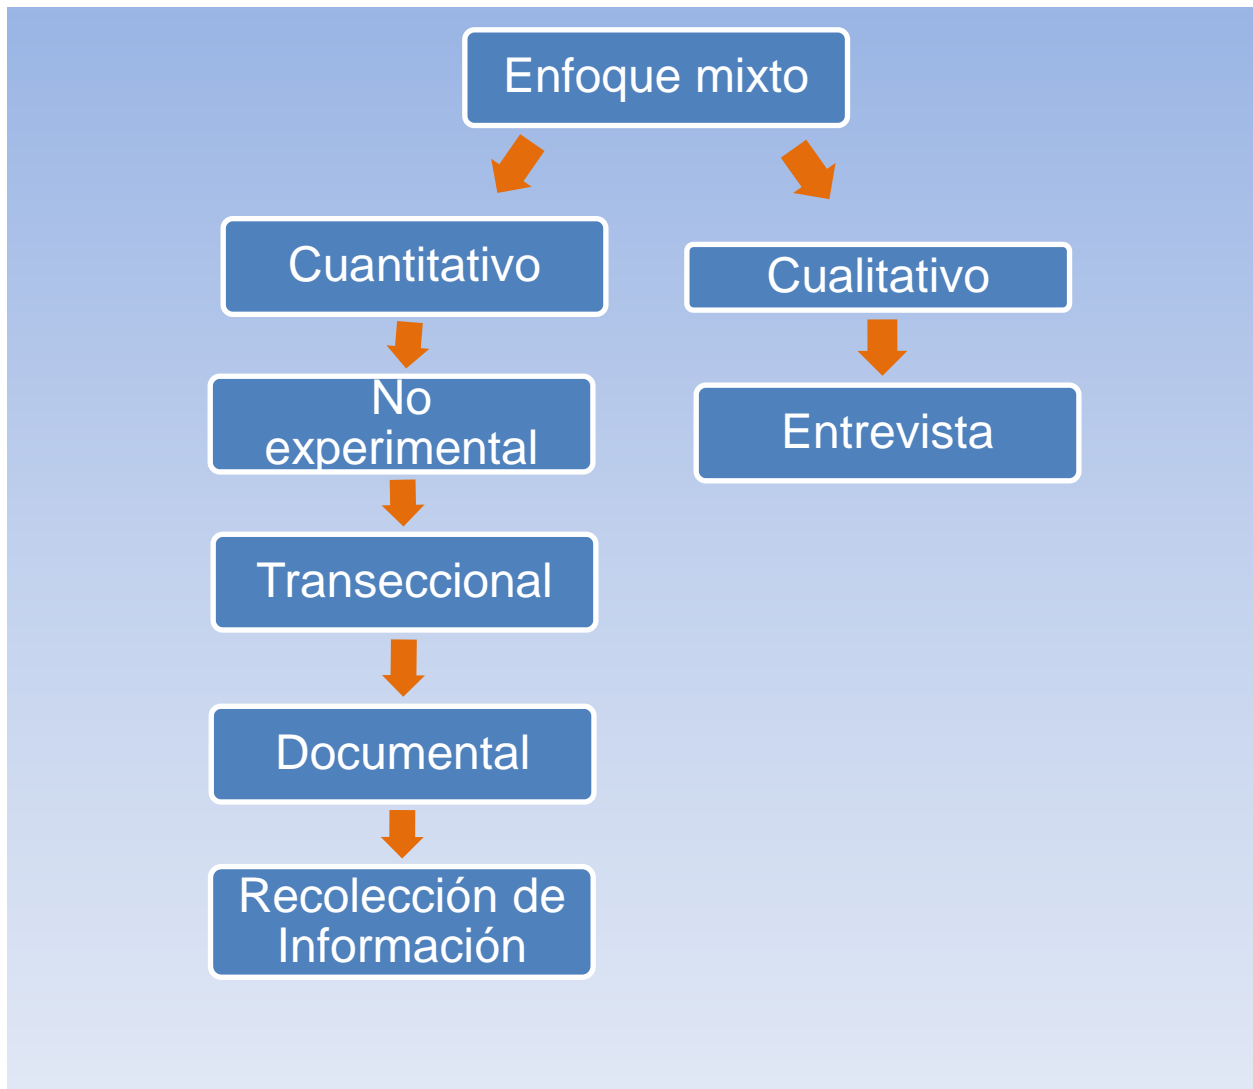 Enfoque mixto
Cuantitativo
Cualitativo
No
experimental
Entrevista
Transeccional
Documental
Recolección de
Información